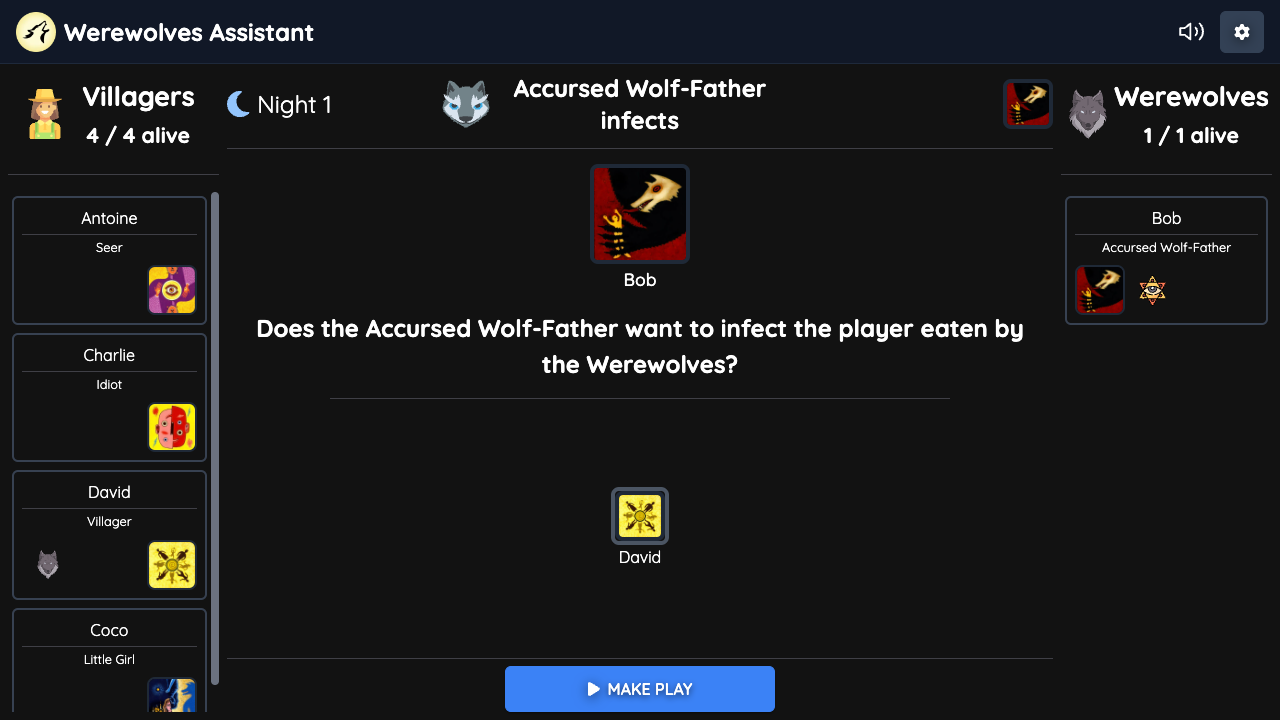 Werewolves Assistant
Villagers
4 / 4 alive
Antoine
Seer
Charlie
Idiot
David
Villager
Coco
Little Girl
Night 1
Accursed Wolf-Father
infects
Bob
Does the Accursed Wolf-Father want to infect the player eaten by
the Werewolves?
David
MAKE PLAY
Werewolves
1 / 1 alive
Bob
Accursed Wolf-Father